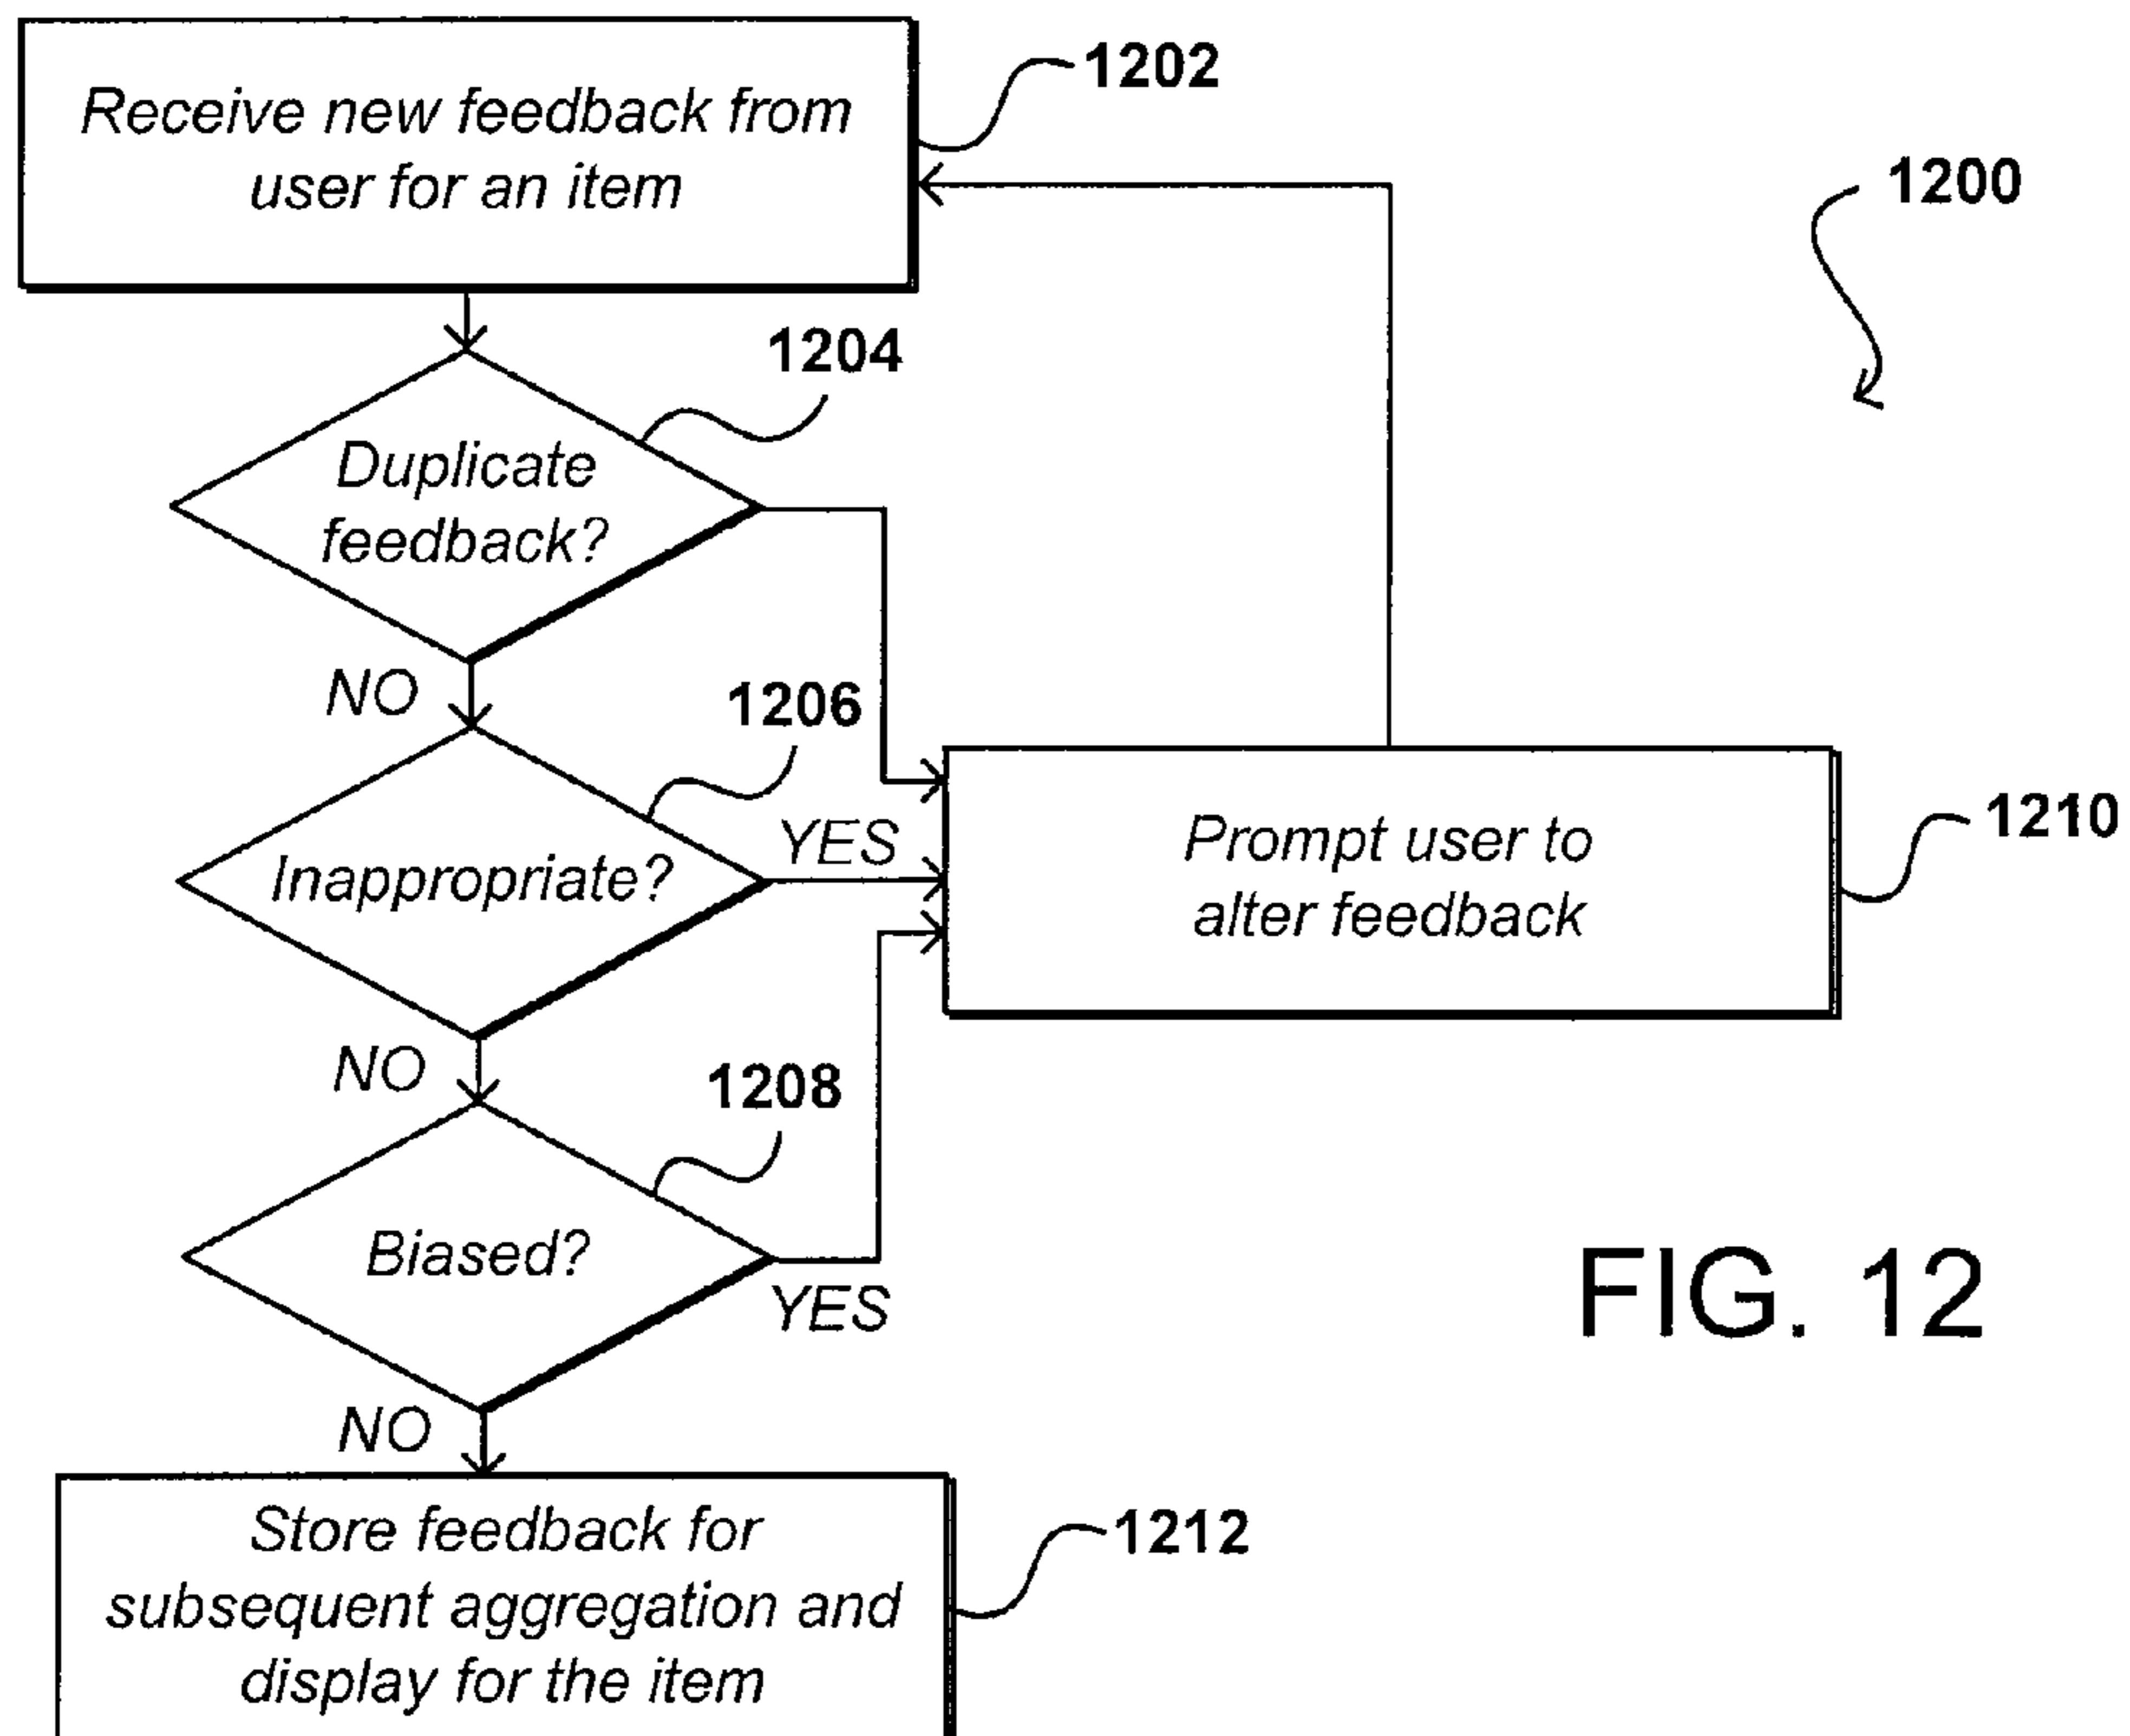 Receive new feedback from
user for an item
1202
1200
1204
Duplicate
feedback?
NO
1206
Inappropriate?
YES
Prompt user to
alter feedback
1210
NO
1208
Biased?
YES
FIG. 12
NO
Store feedback for
subsequent aggregation and
display for the item
1212